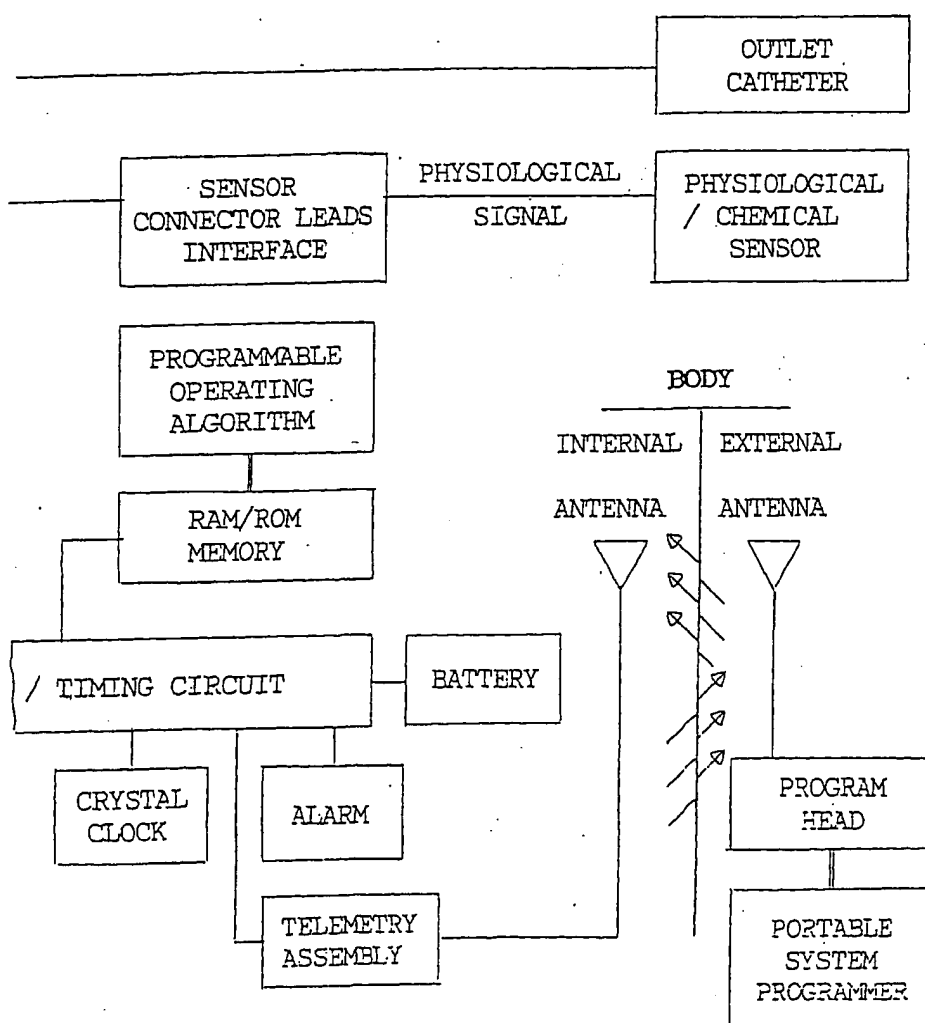 OUTLET
CATHETER
SENSOR
CONNECTOR LEADS
INTERFACE
PHYSIOLOGICAL
SIGNAL
PHYSIOLOGICAL
/ CHEMICAL
SENSOR
PROGRAMMABLE
OPERATING
ALGORITHM
BODY
INTERNAL EXTERNAL
ANTENNA ANTENNA
RAM/ROM
MEMORY
/ TIMING CIRCUIT
BATTERY
CRYSTAL
CLOCK
ALARM
PROGRAM
HEAD
TELEMETRY
ASSEMBLY
PORTABLE
SYSTEM
PROGRAMMER